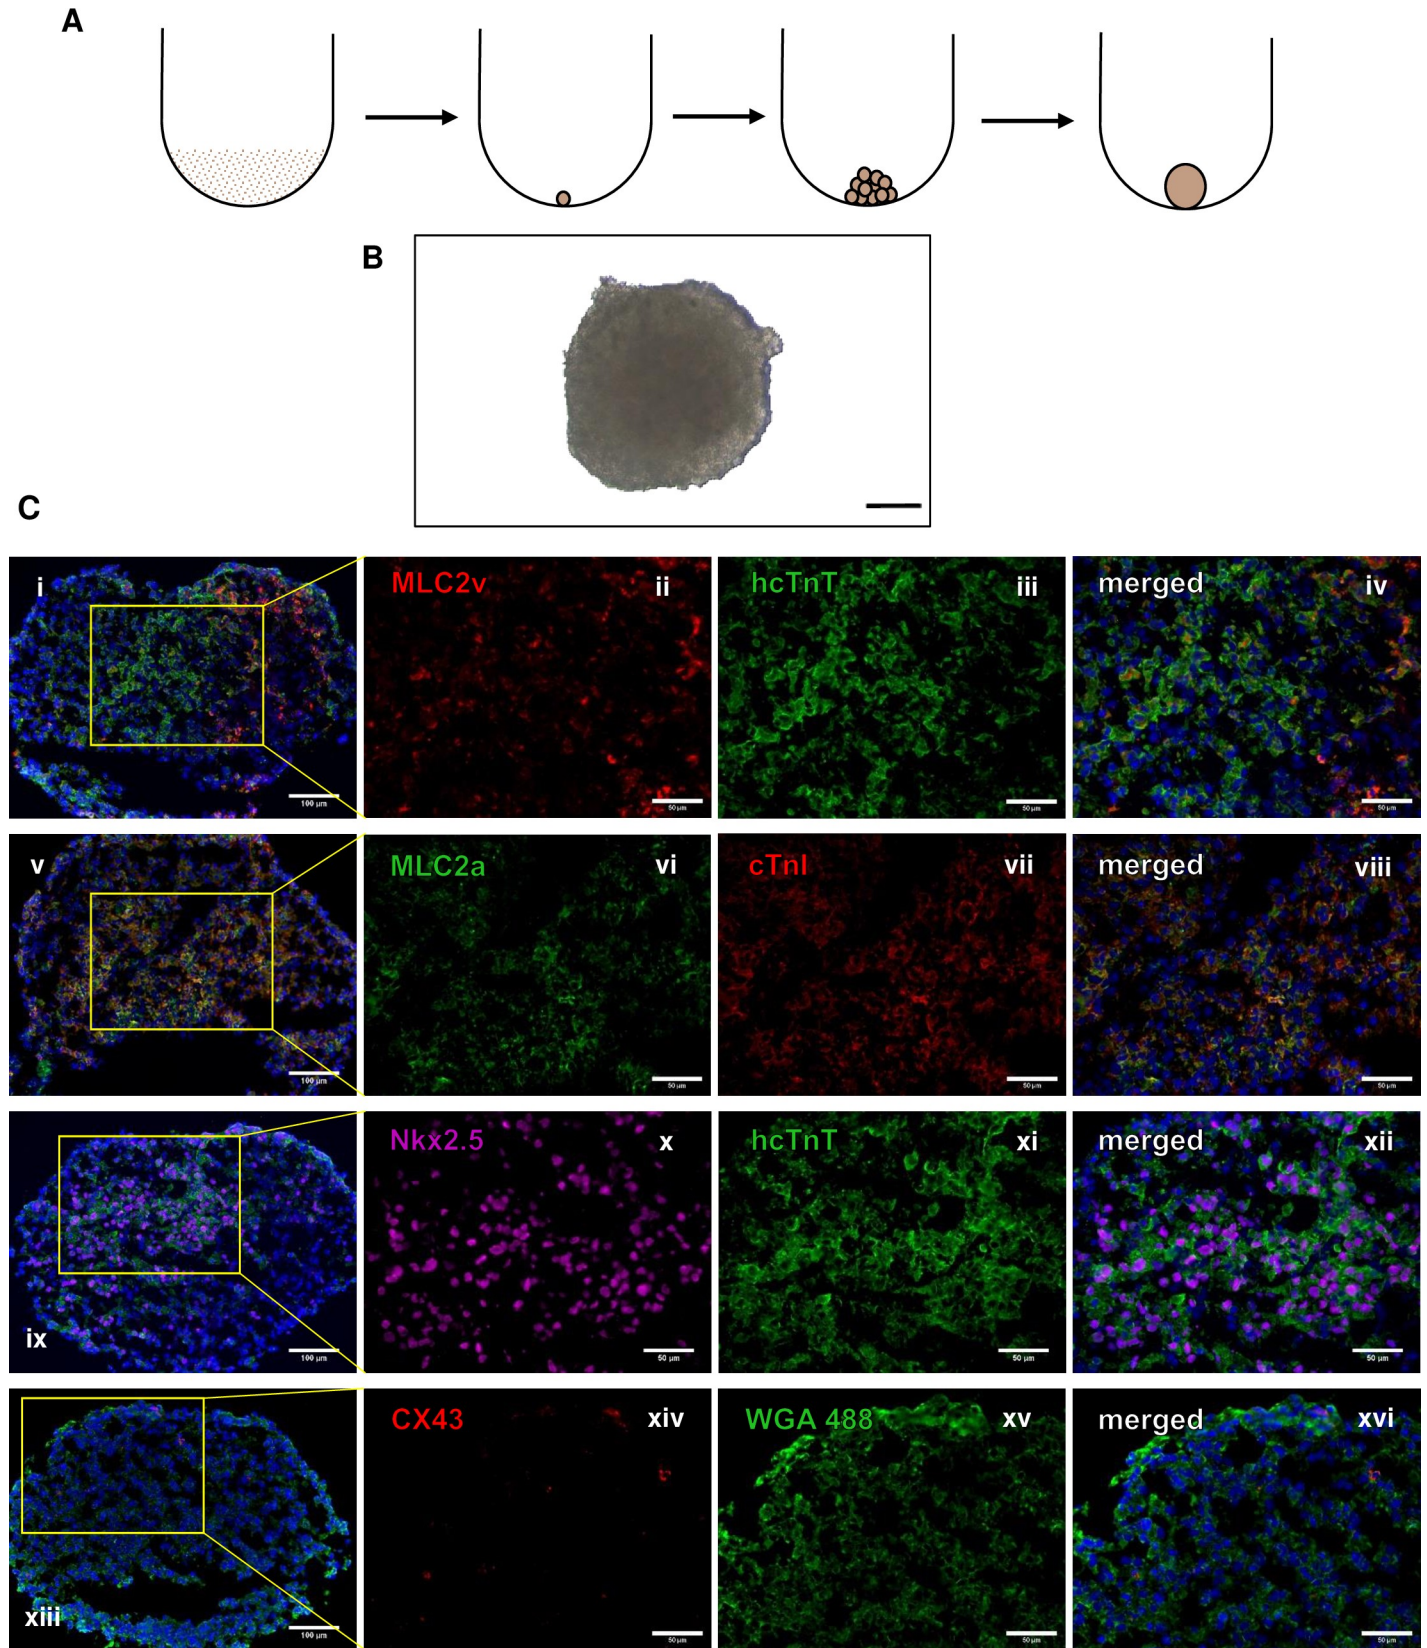 A
B
C
i
MLC2v
ii
hcTnT
iii
merged
iv
100 µm
50 µm
50 µm
50 µm
v
MLC2a
vi
cTnI
vii
merged
viii
100 µm
50 µm
50 µm
50 µm
Nkx2.5
x
hcTnT
xi
merged
xii
ix
100 µm
50 µm
50 µm
50 µm
CX43
xiv
WGA 488
xv
merged
xvi
xiii
100 µm
50 µm
50 µm
50 µm